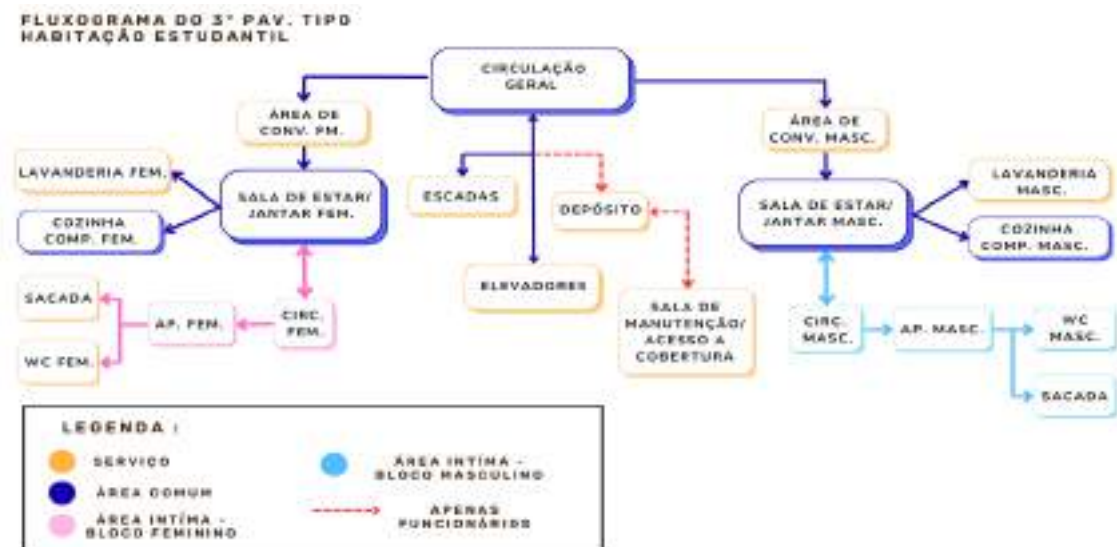 FLUXOGRAMA DO 3° PAV. TIPO
HABITAÇÃO ESTUDANTIL
CIRCULAÇÃO
GERAL
ÁREA DE
CONV. FM.
ÁREA DE
CONV. MASC.
LAVANDERIA FEM.
SALA DE ESTAR/
JANTAR FEM.
COZINHA
COMP. FEM.
ESCADAS
DEPÓSITO
SALA DE ESTAR/
JANTAR MASC.
LAVANDERIA
MASC.
COZINHA
COMP. MASC.
ELEVADORES
SALA DE
MANUTENÇÃO/
ACESSO A
COBERTURA
SACADA
AP. FEM.
CIRC.
FEM.
WC FEM.
CIRC.
MASC.
AP. MASC.
WC
MASC.
SACADA
LEGENDA :
SERVIÇO
ÁREA COMUM
ÁREA INTÍMA -
BLOCO FEMININO
ÁREA INTÍMA -
BLOCO MASCULINO
APENAS
FUNCIONÁRIOS